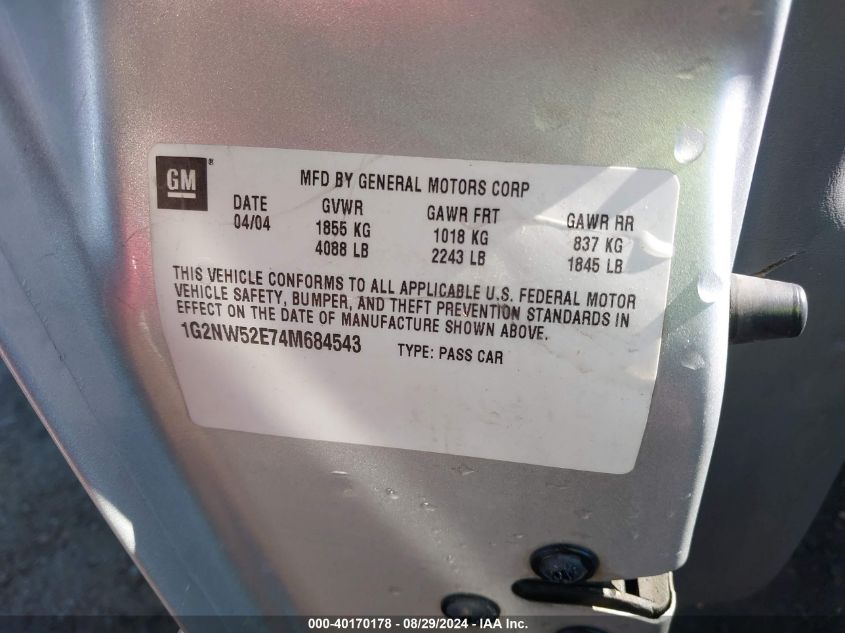 GM®
MFD BY GENERAL MOTORS CORP
DATE GVWR GAWR FRT GAWR RR
04/04 1855 KG 1018 KG 837 KG
4088 LB 2243 LB 1845 LB
THIS VEHICLE CONFORMS TO ALL APPLICABLE U.S. FEDERAL MOTOR
VEHICLE SAFETY, BUMPER, AND THEFT PREVENTION STANDARDS IN
EFFECT ON THE DATE OF MANUFACTURE SHOWN ABOVE.
1G2NW52E74M684543 TYPE: PASS CAR
000-40170178 - 08/29/2024 - IAA Inc.